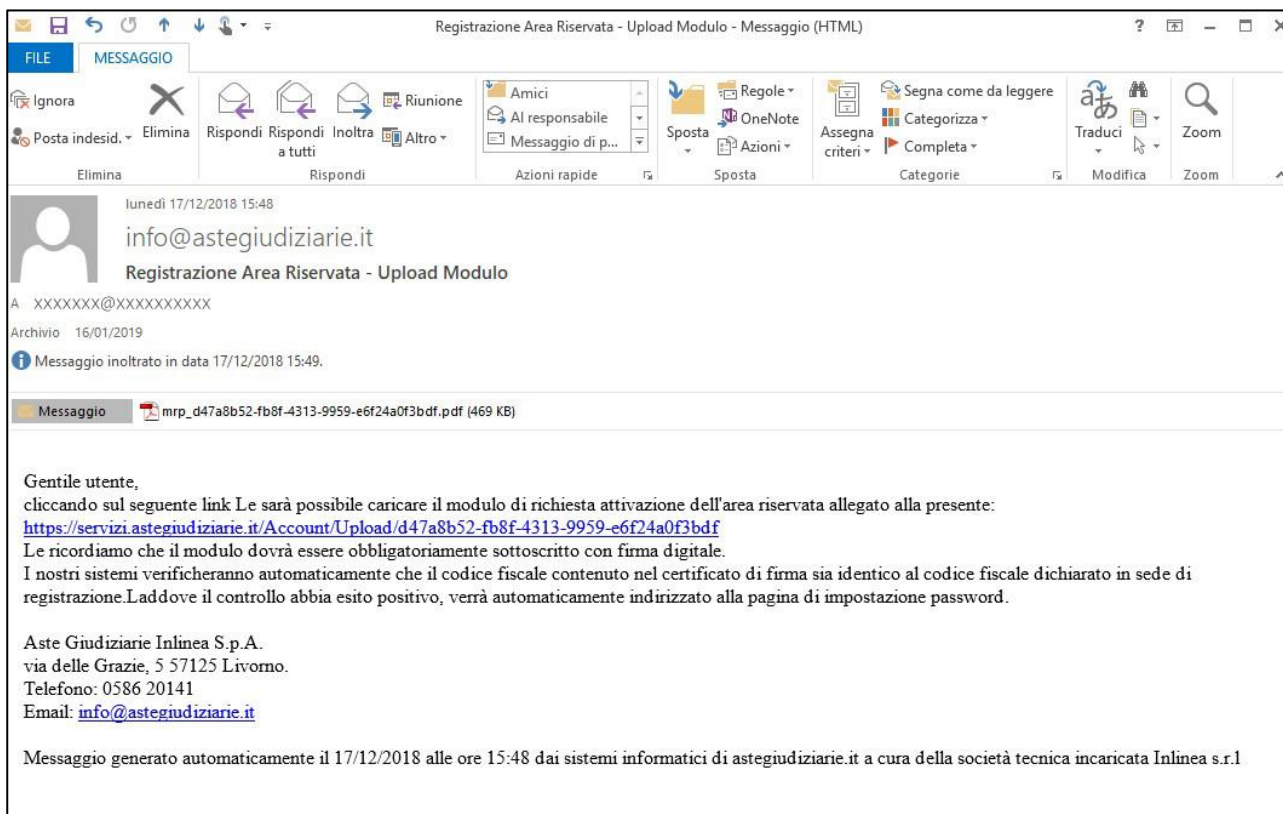 Registrazione Area Riservata - Upload Modulo - Messaggio (HTML)
FILE MESSAGGIO
Ignora
Posta indesid.
Elimina
Rispondi
Rispondi a tutti
Inoltra
Riunione
Altro
Amici
Al responsabile
Messaggio di p...
Sposta
Regole
OneNote
Azioni
Assegna criteri
Segna come da leggere
Categorizza
Completa
Traduci
Zoom
Elimina Rispondi Azioni rapide Sposta Categorie Modifica Zoom
lunedì 17/12/2018 15:48
info@astegiudiziarie.it
Registrazione Area Riservata - Upload Modulo
A XXXXXXX@XXXXXXXXXX
Archivio 16/01/2019
Messaggio inoltrato in data 17/12/2018 15:49.
Messaggio mrp_d47a8b52-fb8f-4313-9959-e6f24a0f3bdf.pdf (469 KB)
Gentile utente,
cliccando sul seguente link Le sarà possibile caricare il modulo di richiesta attivazione dell'area riservata allegato alla presente:
https://servizi.astegiudiziarie.it/Account/Upload/d47a8b52-fb8f-4313-9959-e6f24a0f3bdf
Le ricordiamo che il modulo dovrà essere obbligatoriamente sottoscritto con firma digitale.
I nostri sistemi verificheranno automaticamente che il codice fiscale contenuto nel certificato di firma sia identico al codice fiscale dichiarato in sede di
registrazione.Laddove il controllo abbia esito positivo, verrà automaticamente indirizzato alla pagina di impostazione password.
Aste Giudiziarie Inlinea S.p.A.
via delle Grazie, 5 57125 Livorno.
Telefono: 0586 20141
Email: info@astegiudiziarie.it
Messaggio generato automaticamente il 17/12/2018 alle ore 15:48 dai sistemi informatici di astegiudiziarie.it a cura della società tecnica incaricata Inlinea s.r.l